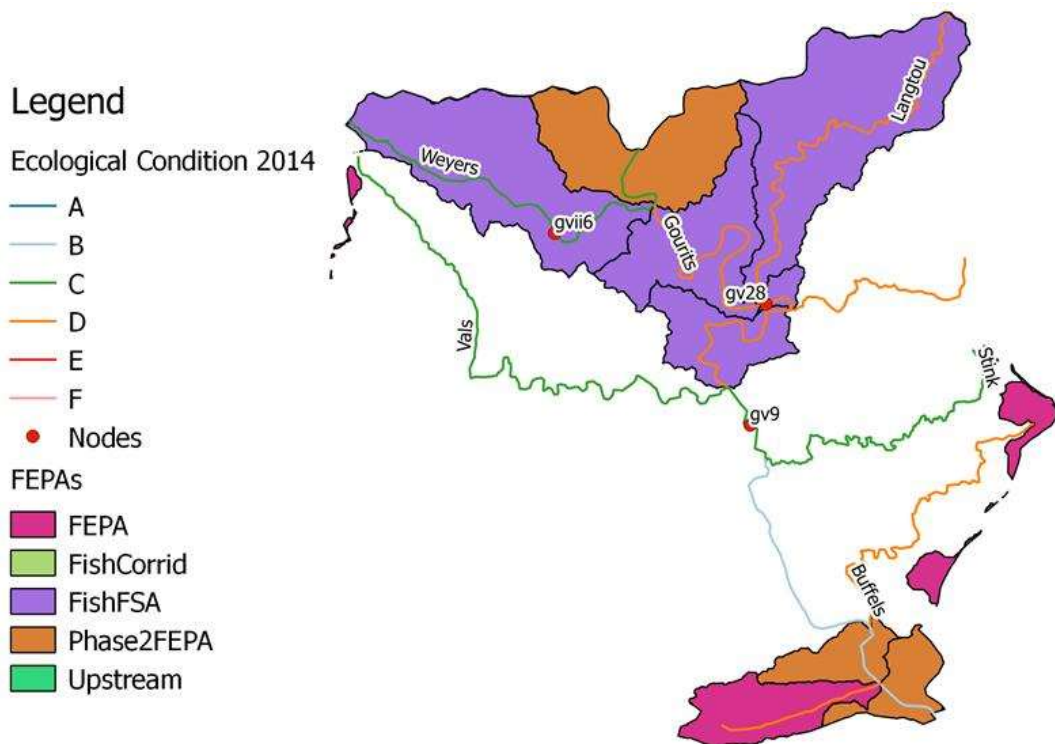 Legend
Ecological Condition 2014
A
B
C
D
E
F
Nodes
FEPAs
FEPA
FishCorrid
FishFSA
Phase2FEPA
Upstream
Langtou
Weyers
gvii6
Gourits
gv28
Vals
Stink
gv9
Buffels